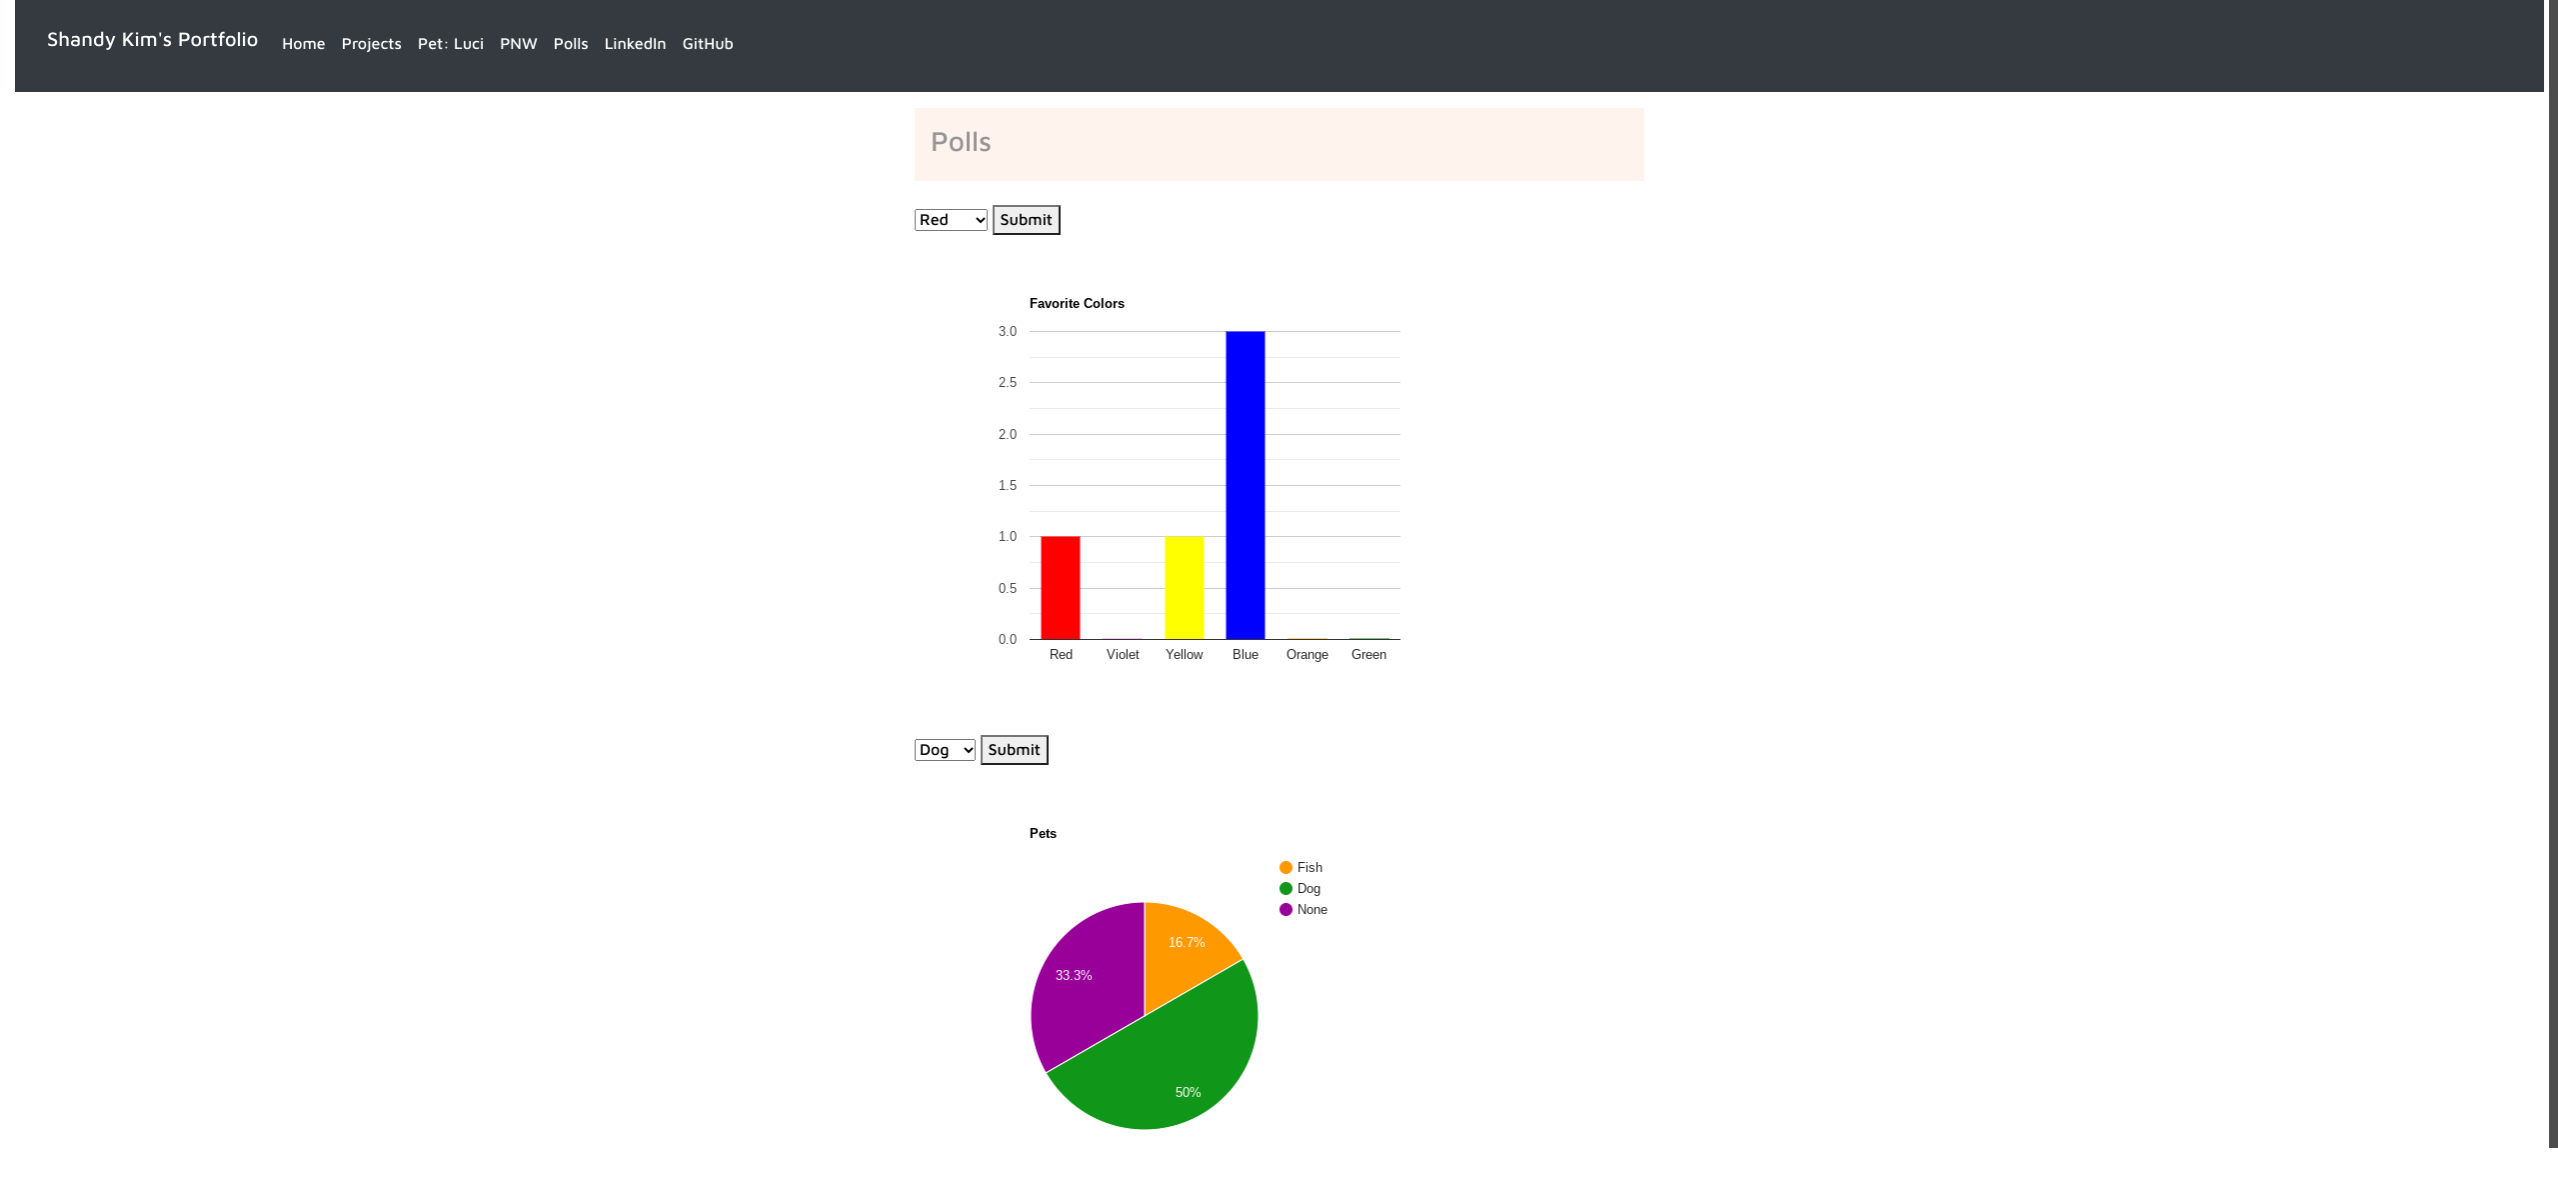 Shandy Kim's Portfolio Home Projects Pet: Luci PNW Polls LinkedIn GitHub
Polls
Red Submit
Favorite Colors
3.0
2.5
2.0
1.5
1.0
0.5
0.0
Red Violet Yellow Blue Orange Green
Dog Submit
Pets
Fish
Dog
None
16.7%
33.3%
50%